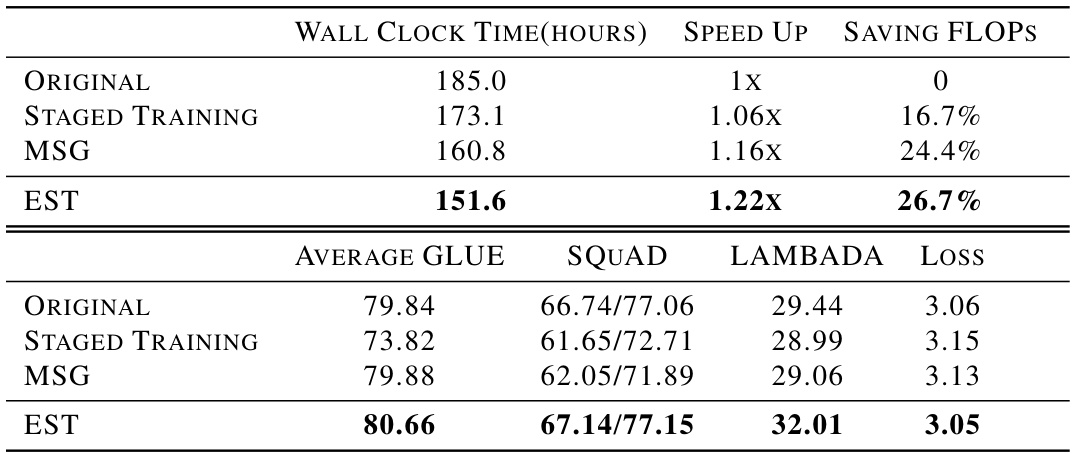 WALL CLOCK TIME(HOURS) SPEED UP SAVING FLOPS
ORIGINAL 185.0 1X 0
STAGED TRAINING 173.1 1.06X 16.7%
MSG 160.8 1.16X 24.4%
EST 151.6 1.22X 26.7%
AVERAGE GLUE SQUAD LAMBADA LOSS
ORIGINAL 79.84 66.74/77.06 29.44 3.06
STAGED TRAINING 73.82 61.65/72.71 28.99 3.15
MSG 79.88 62.05/71.89 29.06 3.13
EST 80.66 67.14/77.15 32.01 3.05